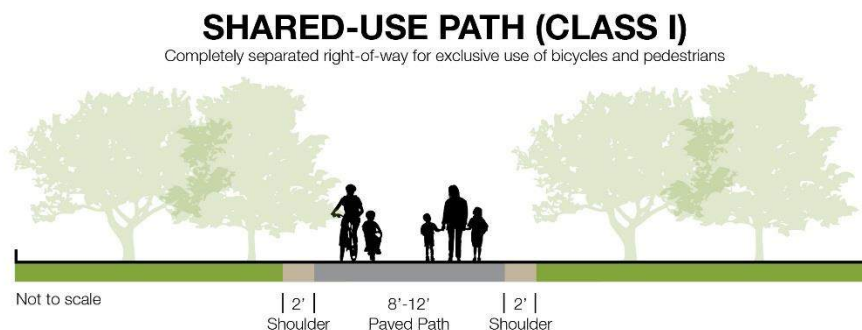 SHARED-USE PATH (CLASS I)
Completely separated right-of-way for exclusive use of bicycles and pedestrians
Not to scale
2' 8'-12' 2'
Shoulder Paved Path Shoulder